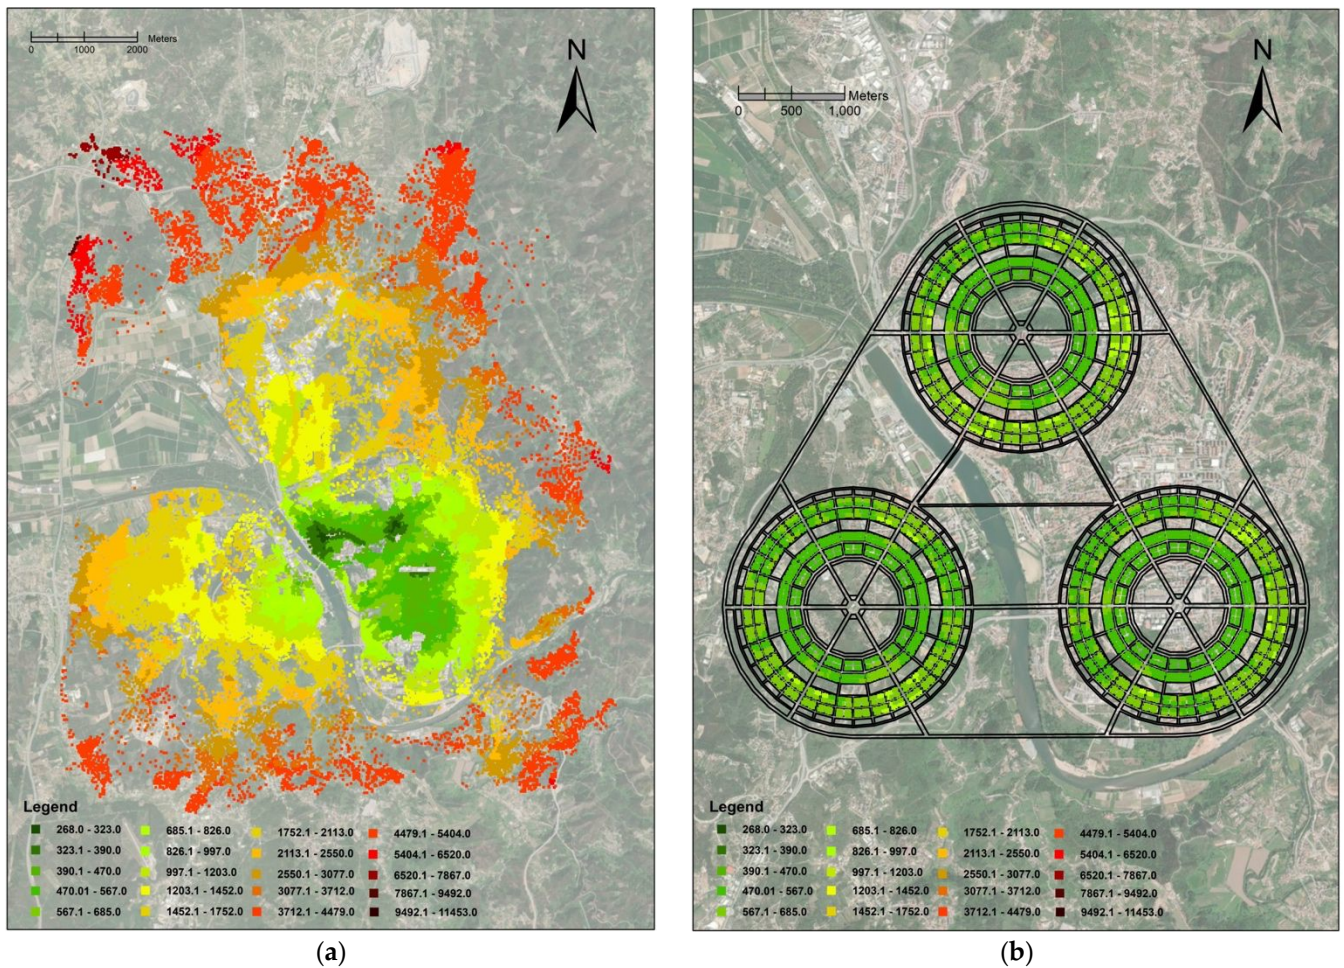 0 1000 2000 Meters
N
Legend
268.0 - 323.0 685.1 - 826.0 1752.1 - 2113.0 4479.1 - 5404.0
323.1 - 390.0 826.1 - 997.0 2113.1 - 2550.0 5404.1 - 6520.0
390.1 - 470.0 997.1 - 1203.0 2550.1 - 3077.0 6520.1 - 7867.0
470.01 - 567.0 1203.1 - 1452.0 3077.1 - 3712.0 7867.1 - 9492.0
567.1 - 685.0 1452.1 - 1752.0 3712.1 - 4479.0 9492.1 - 11453.0
(a)
0 500 1,000 Meters
N
Legend
268.0 - 323.0 685.1 - 826.0 1752.1 - 2113.0 4479.1 - 5404.0
323.1 - 390.0 826.1 - 997.0 2113.1 - 2550.0 5404.1 - 6520.0
390.1 - 470.0 997.1 - 1203.0 2550.1 - 3077.0 6520.1 - 7867.0
470.01 - 567.0 1203.1 - 1452.0 3077.1 - 3712.0 7867.1 - 9492.0
567.1 - 685.0 1452.1 - 1752.0 3712.1 - 4479.0 9492.1 - 11453.0
(b)